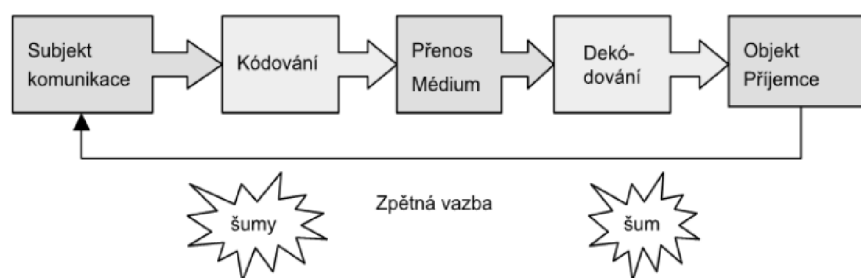 Subjekt
komunikace
Kódování
Přenos
Médium
Dekó-
dování
Objekt
Příjemce
šumy
Zpětná vazba
šum